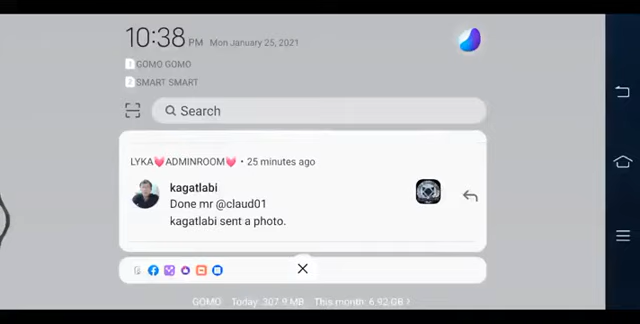 10:38 PM Mon January 25, 2021
1 GOMO GOMO
2 SMART SMART
Search
LYKA💗ADMINROOM💗 • 25 minutes ago
kagatlabi
Done mr @claud01
kagatlabi sent a photo.
GOMO Today: 307.9 MB This month: 6.92 GB >